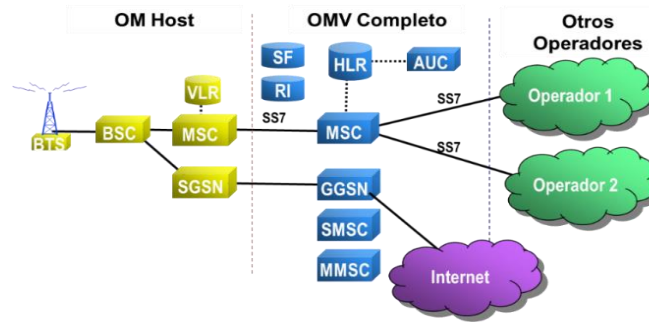 OM Host
OMV Completo
Otros
Operadores
SF
HLR
AUC
VLR
RI
Operador 1
SS7
BTS
BSC
MSC
SS7
MSC
SS7
SGSN
GGSN
Operador 2
SMSC
MMSC
Internet